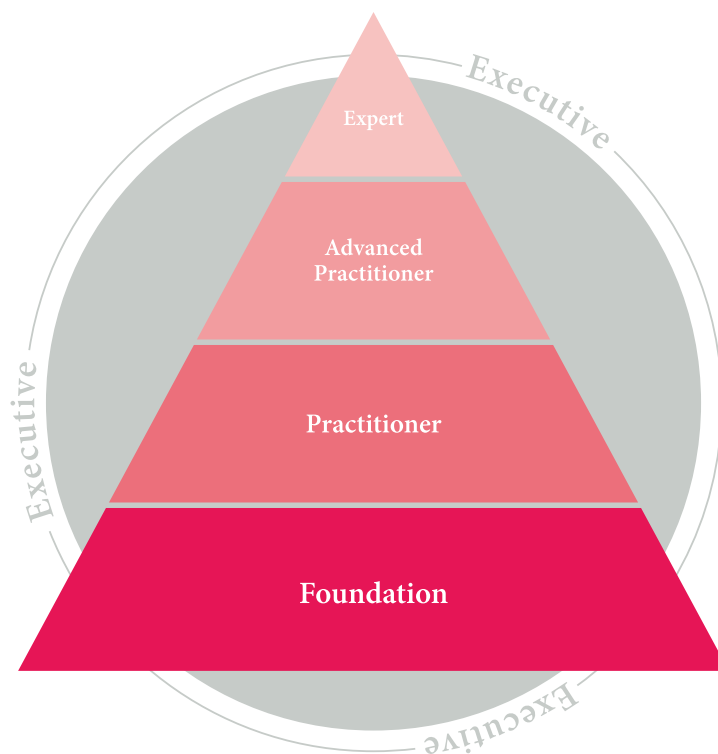 Executive
Expert
Advanced
Practitioner
Executive
Practitioner
Foundation
Executive